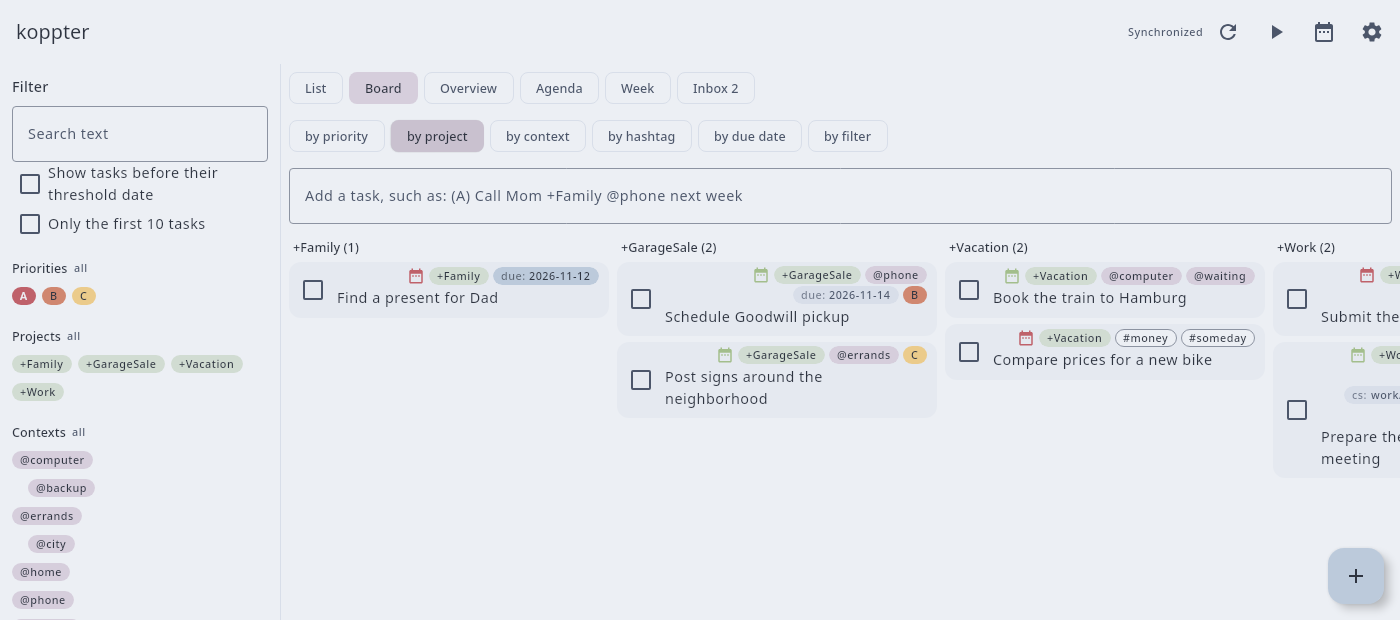 koppter
Synchronized
Filter
Search text
Show tasks before their
threshold date
Only the first 10 tasks
Priorities all
A B C
Projects all
+Family +GarageSale +Vacation
+Work
Contexts all
@computer
@backup
@errands
@city
@home
@phone
List Board Overview Agenda Week Inbox 2
by priority by project by context by hashtag by due date by filter
Add a task, such as: (A) Call Mom +Family @phone next week
+Family (1)
+Family due: 2026-11-12
Find a present for Dad
+GarageSale (2)
+GarageSale @phone
due: 2026-11-14 B
Schedule Goodwill pickup
+GarageSale @errands C
Post signs around the
neighborhood
+Vacation (2)
+Vacation @computer @waiting
Book the train to Hamburg
+Vacation #money #someday
Compare prices for a new bike
+Work (2)
Submit the
cs: work
Prepare the
meeting